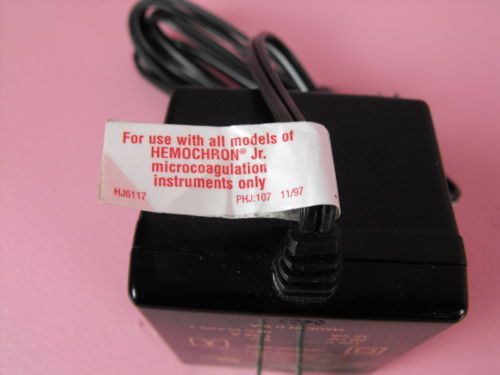 For use with all models of
HEMOCHRON® Jr.
microcoagulation
instruments only
HJ6117 PHJ:107 11/97